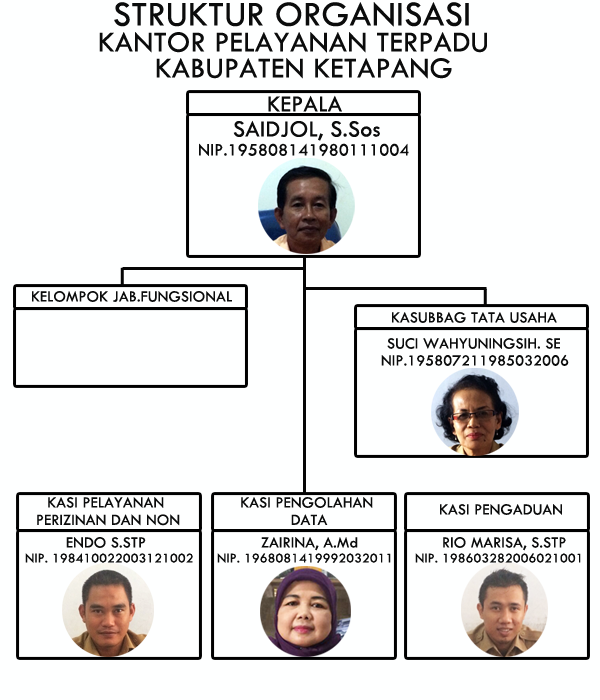 STRUKTUR ORGANISASI
KANTOR PELAYANAN TERPADU
KABUPATEN KETAPANG
KEPALA
SAIDJOL, S.Sos
NIP.195808141980111004
KELOMPOK JAB.FUNGSIONAL
KASUBBAG TATA USAHA
SUCI WAHYUNINGSIH. SE
NIP.195807211985032006
KASI PELAYANAN
PERIZINAN DAN NON
ENDO S.STP
NIP. 198410022003121002
KASI PENGOLAHAN
DATA
ZAIRINA, A.Md
NIP. 1968081419992032011
KASI PENGADUAN
RIO MARISA, S.STP
NIP. 198603282006021001